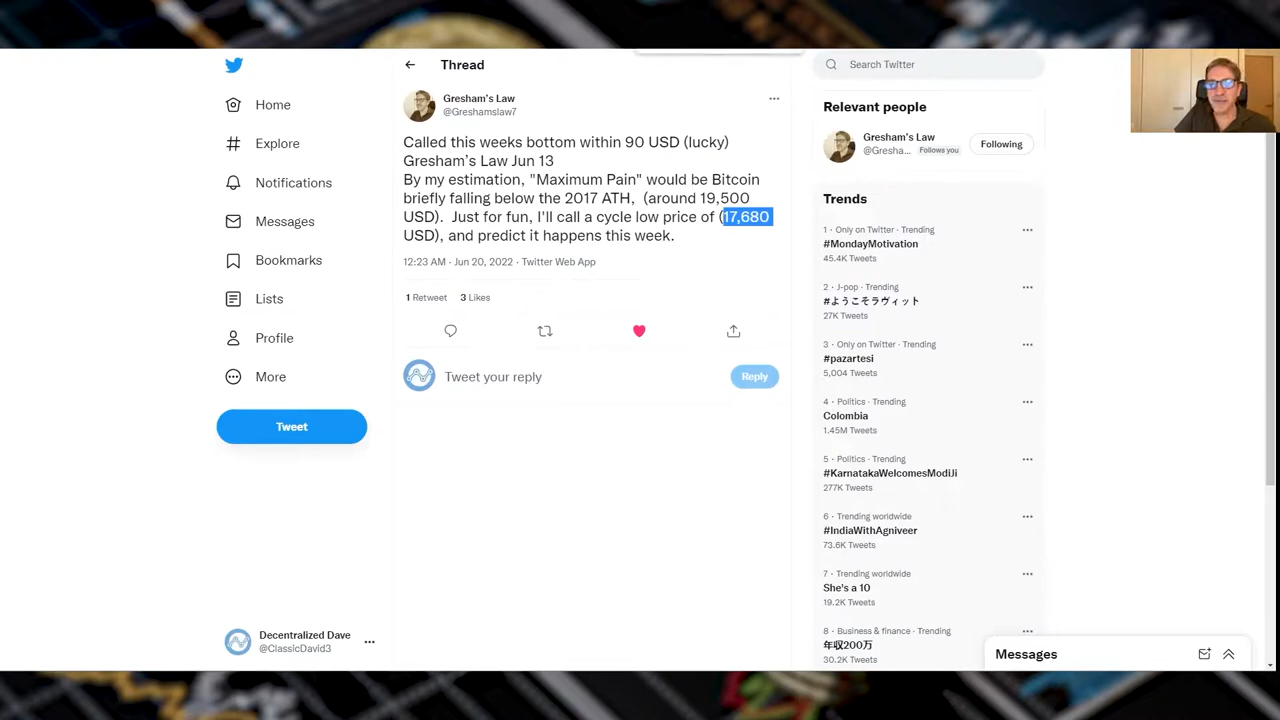 Home
Explore
Notifications
Messages
Bookmarks
Lists
Profile
More
Tweet
Decentralized Dave
@ClassicDavid3
Thread
Gresham's Law
@Greshamslaw7
Called this weeks bottom within 90 USD (lucky)
Gresham's Law Jun 13
By my estimation, "Maximum Pain" would be Bitcoin
briefly falling below the 2017 ATH, (around 19,500
USD). Just for fun, I'll call a cycle low price of (17,680
USD), and predict it happens this week.
12:23 AM · Jun 20, 2022 · Twitter Web App
1 Retweet 3 Likes
Tweet your reply
Reply
Search Twitter
Relevant people
Gresham's Law
@Gresha... Follows you
Following
Trends
1 · Only on Twitter · Trending
#MondayMotivation
45.4K Tweets
2 · J-pop · Trending
#ようこそラヴィット
27K Tweets
3 · Only on Twitter · Trending
#pazartesi
5,004 Tweets
4 · Politics · Trending
Colombia
1.45M Tweets
5 · Politics · Trending
#KarnatakaWelcomesModiJi
277K Tweets
6 · Trending worldwide
#IndiaWithAgniveer
73.6K Tweets
7 · Trending worldwide
She's a 10
19.2K Tweets
8 · Business & finance · Trending
年収200万
30.2K Tweets
Messages